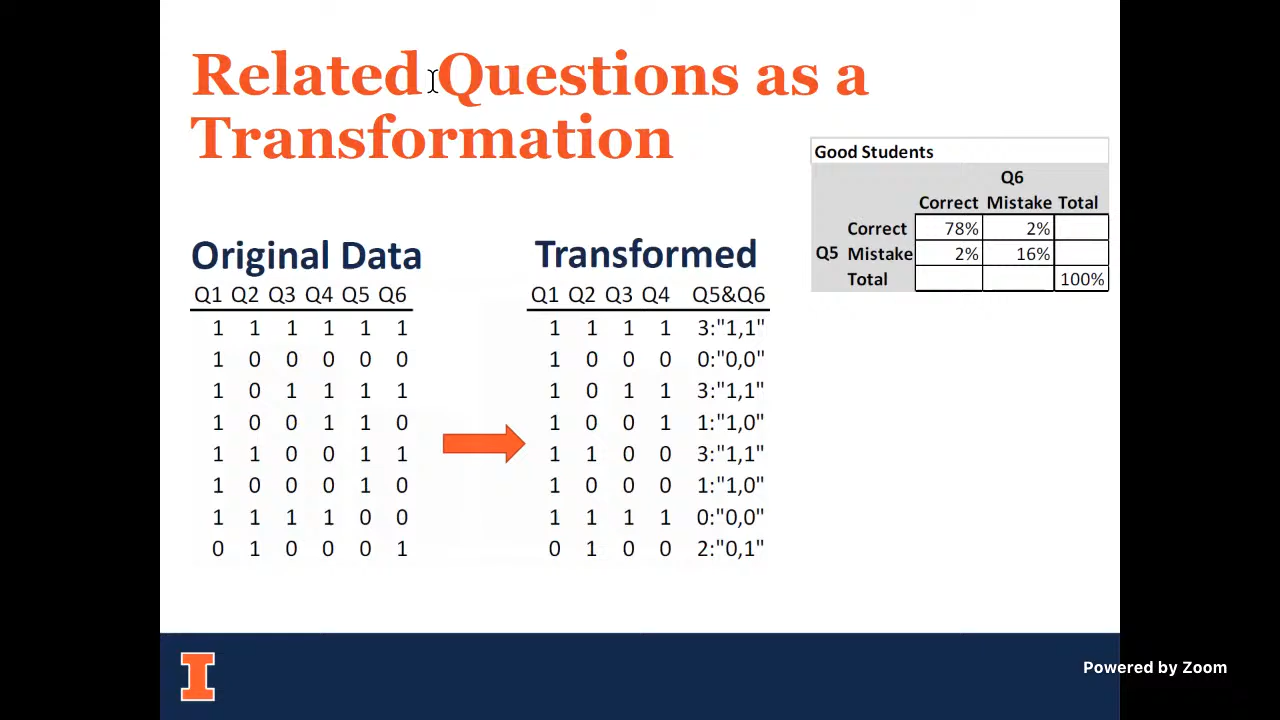 Related Questions as a
Transformation
Good Students
Q6
Correct Mistake Total
Correct 78% 2%
Q5 Mistake 2% 16%
Total 100%
Original Data
Q1 Q2 Q3 Q4 Q5 Q6
1 1 1 1 1 1
1 0 0 0 0 0
1 0 1 1 1 1
1 0 0 1 1 0
1 1 0 0 1 1
1 0 0 0 1 0
1 1 1 1 0 0
0 1 0 0 0 1
Transformed
Q1 Q2 Q3 Q4 Q5&Q6
1 1 1 1 3:"1,1"
1 0 0 0 0:"0,0"
1 0 1 1 3:"1,1"
1 0 0 1 1:"1,0"
1 1 0 0 3:"1,1"
1 0 0 0 1:"1,0"
1 1 1 1 0:"0,0"
0 1 0 0 2:"0,1"
I
Powered by Zoom